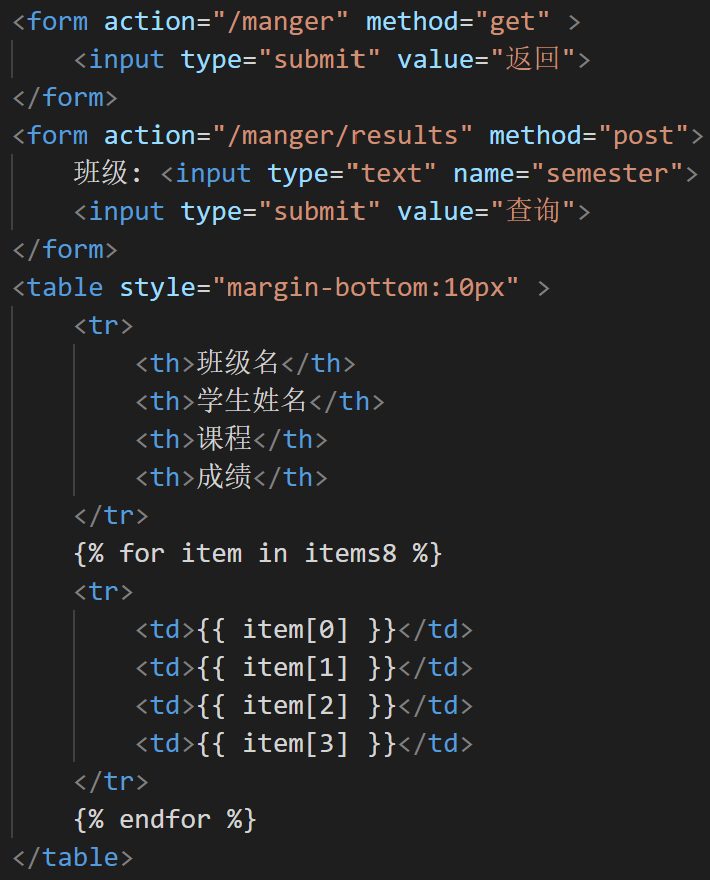 <form action="/manger" method="get" >
<input type="submit" value="返回">
</form>
<form action="/manger/results" method="post">
班级: <input type="text" name="semester">
<input type="submit" value="查询">
</form>
<table style="margin-bottom:10px" >
<tr>
<th>班级名</th>
<th>学生姓名</th>
<th>课程</th>
<th>成绩</th>
</tr>
{% for item in items8 %}
<tr>
<td>{{ item[0] }}</td>
<td>{{ item[1] }}</td>
<td>{{ item[2] }}</td>
<td>{{ item[3] }}</td>
</tr>
{% endfor %}
</table>